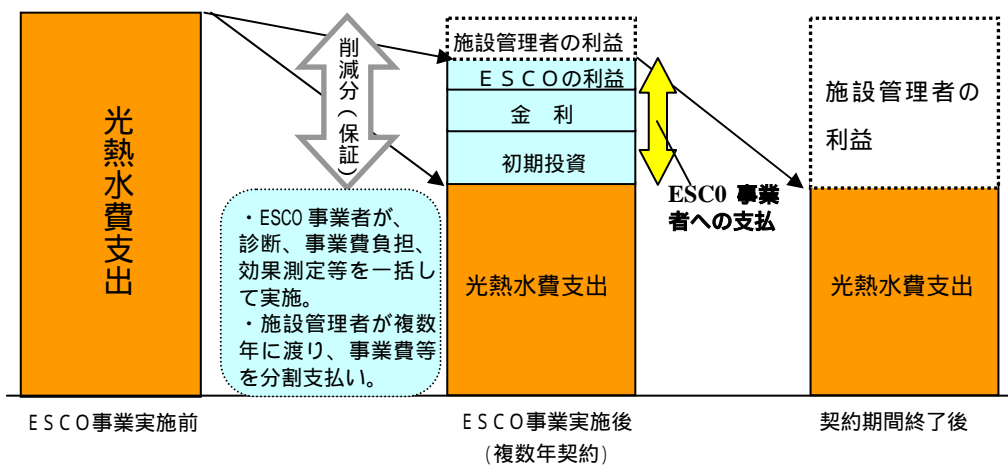 光熱水費支出
削減分(保証)
・ESCO事業者が、
診断、事業費負担、
効果測定等を一括し
て実施。
・施設管理者が複数
年に渡り、事業費等
を分割支払い。
施設管理者の利益
ESCOの利益
金 利
初期投資
光熱水費支出
ESC0 事業
者への支払
施設管理者の
利益
光熱水費支出
ESCO事業実施前
ESCO事業実施後
(複数年契約)
契約期間終了後